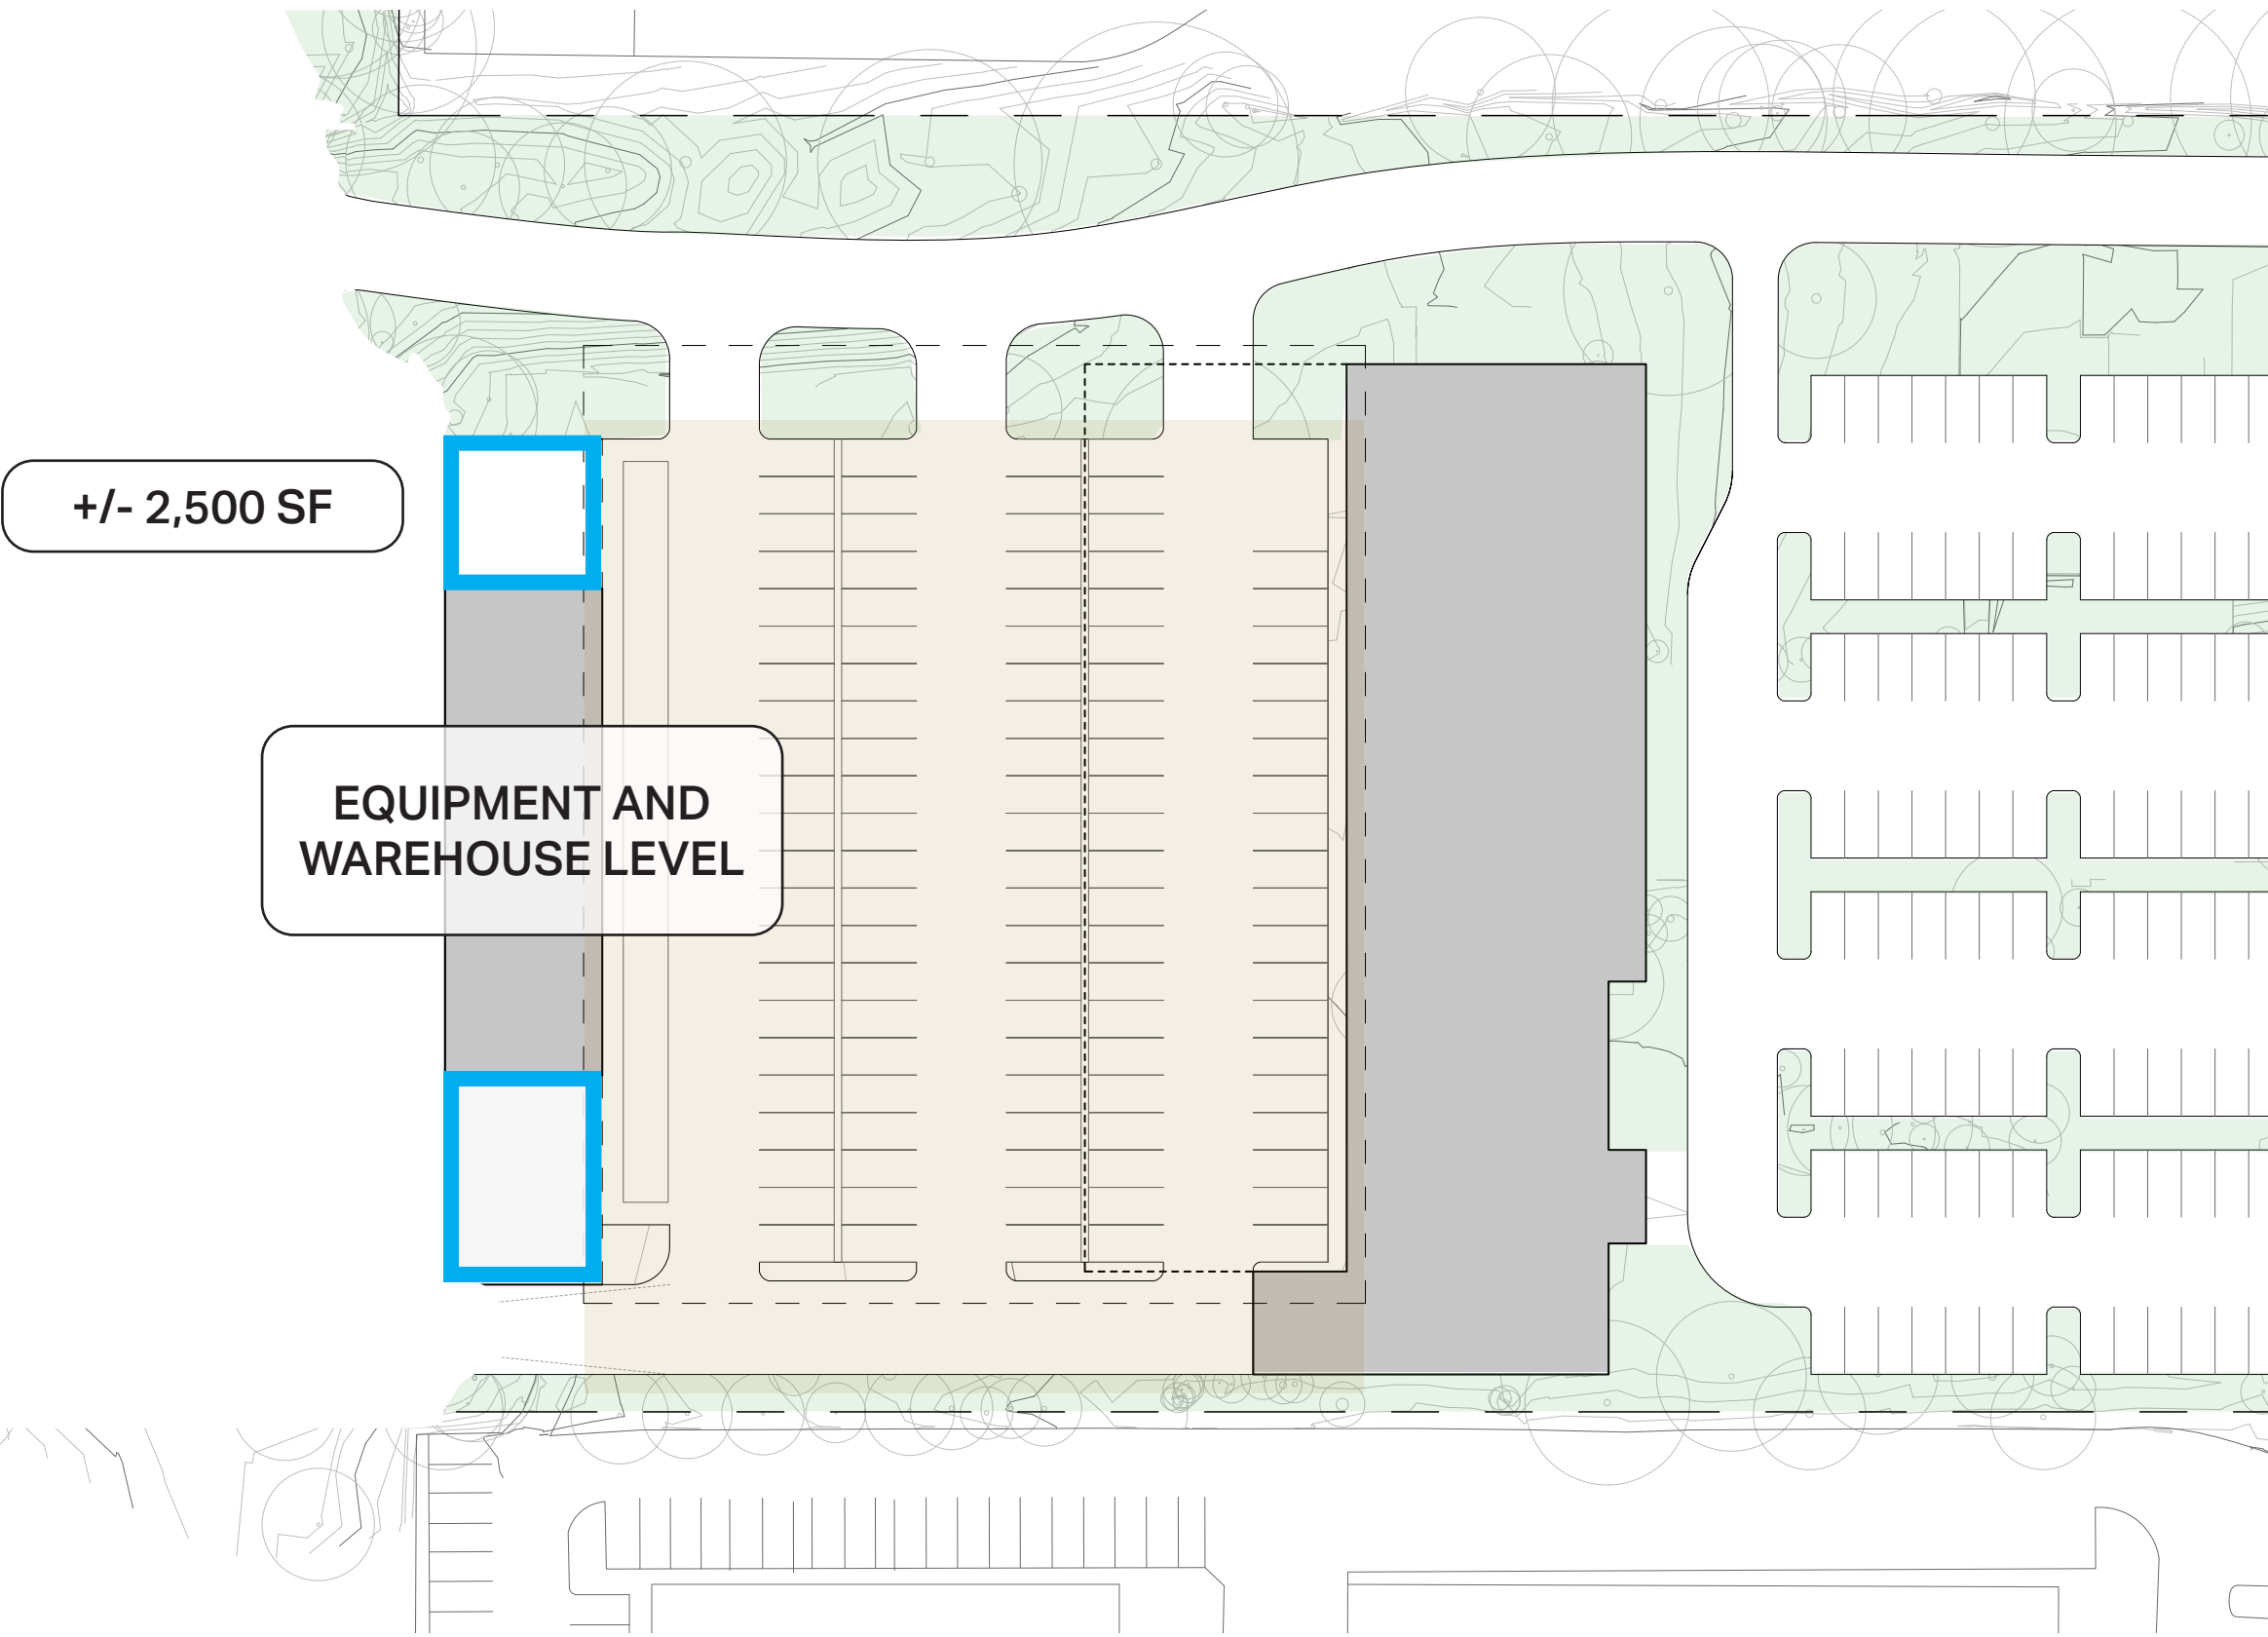 +/- 2,500 SF
EQUIPMENT AND
WAREHOUSE LEVEL